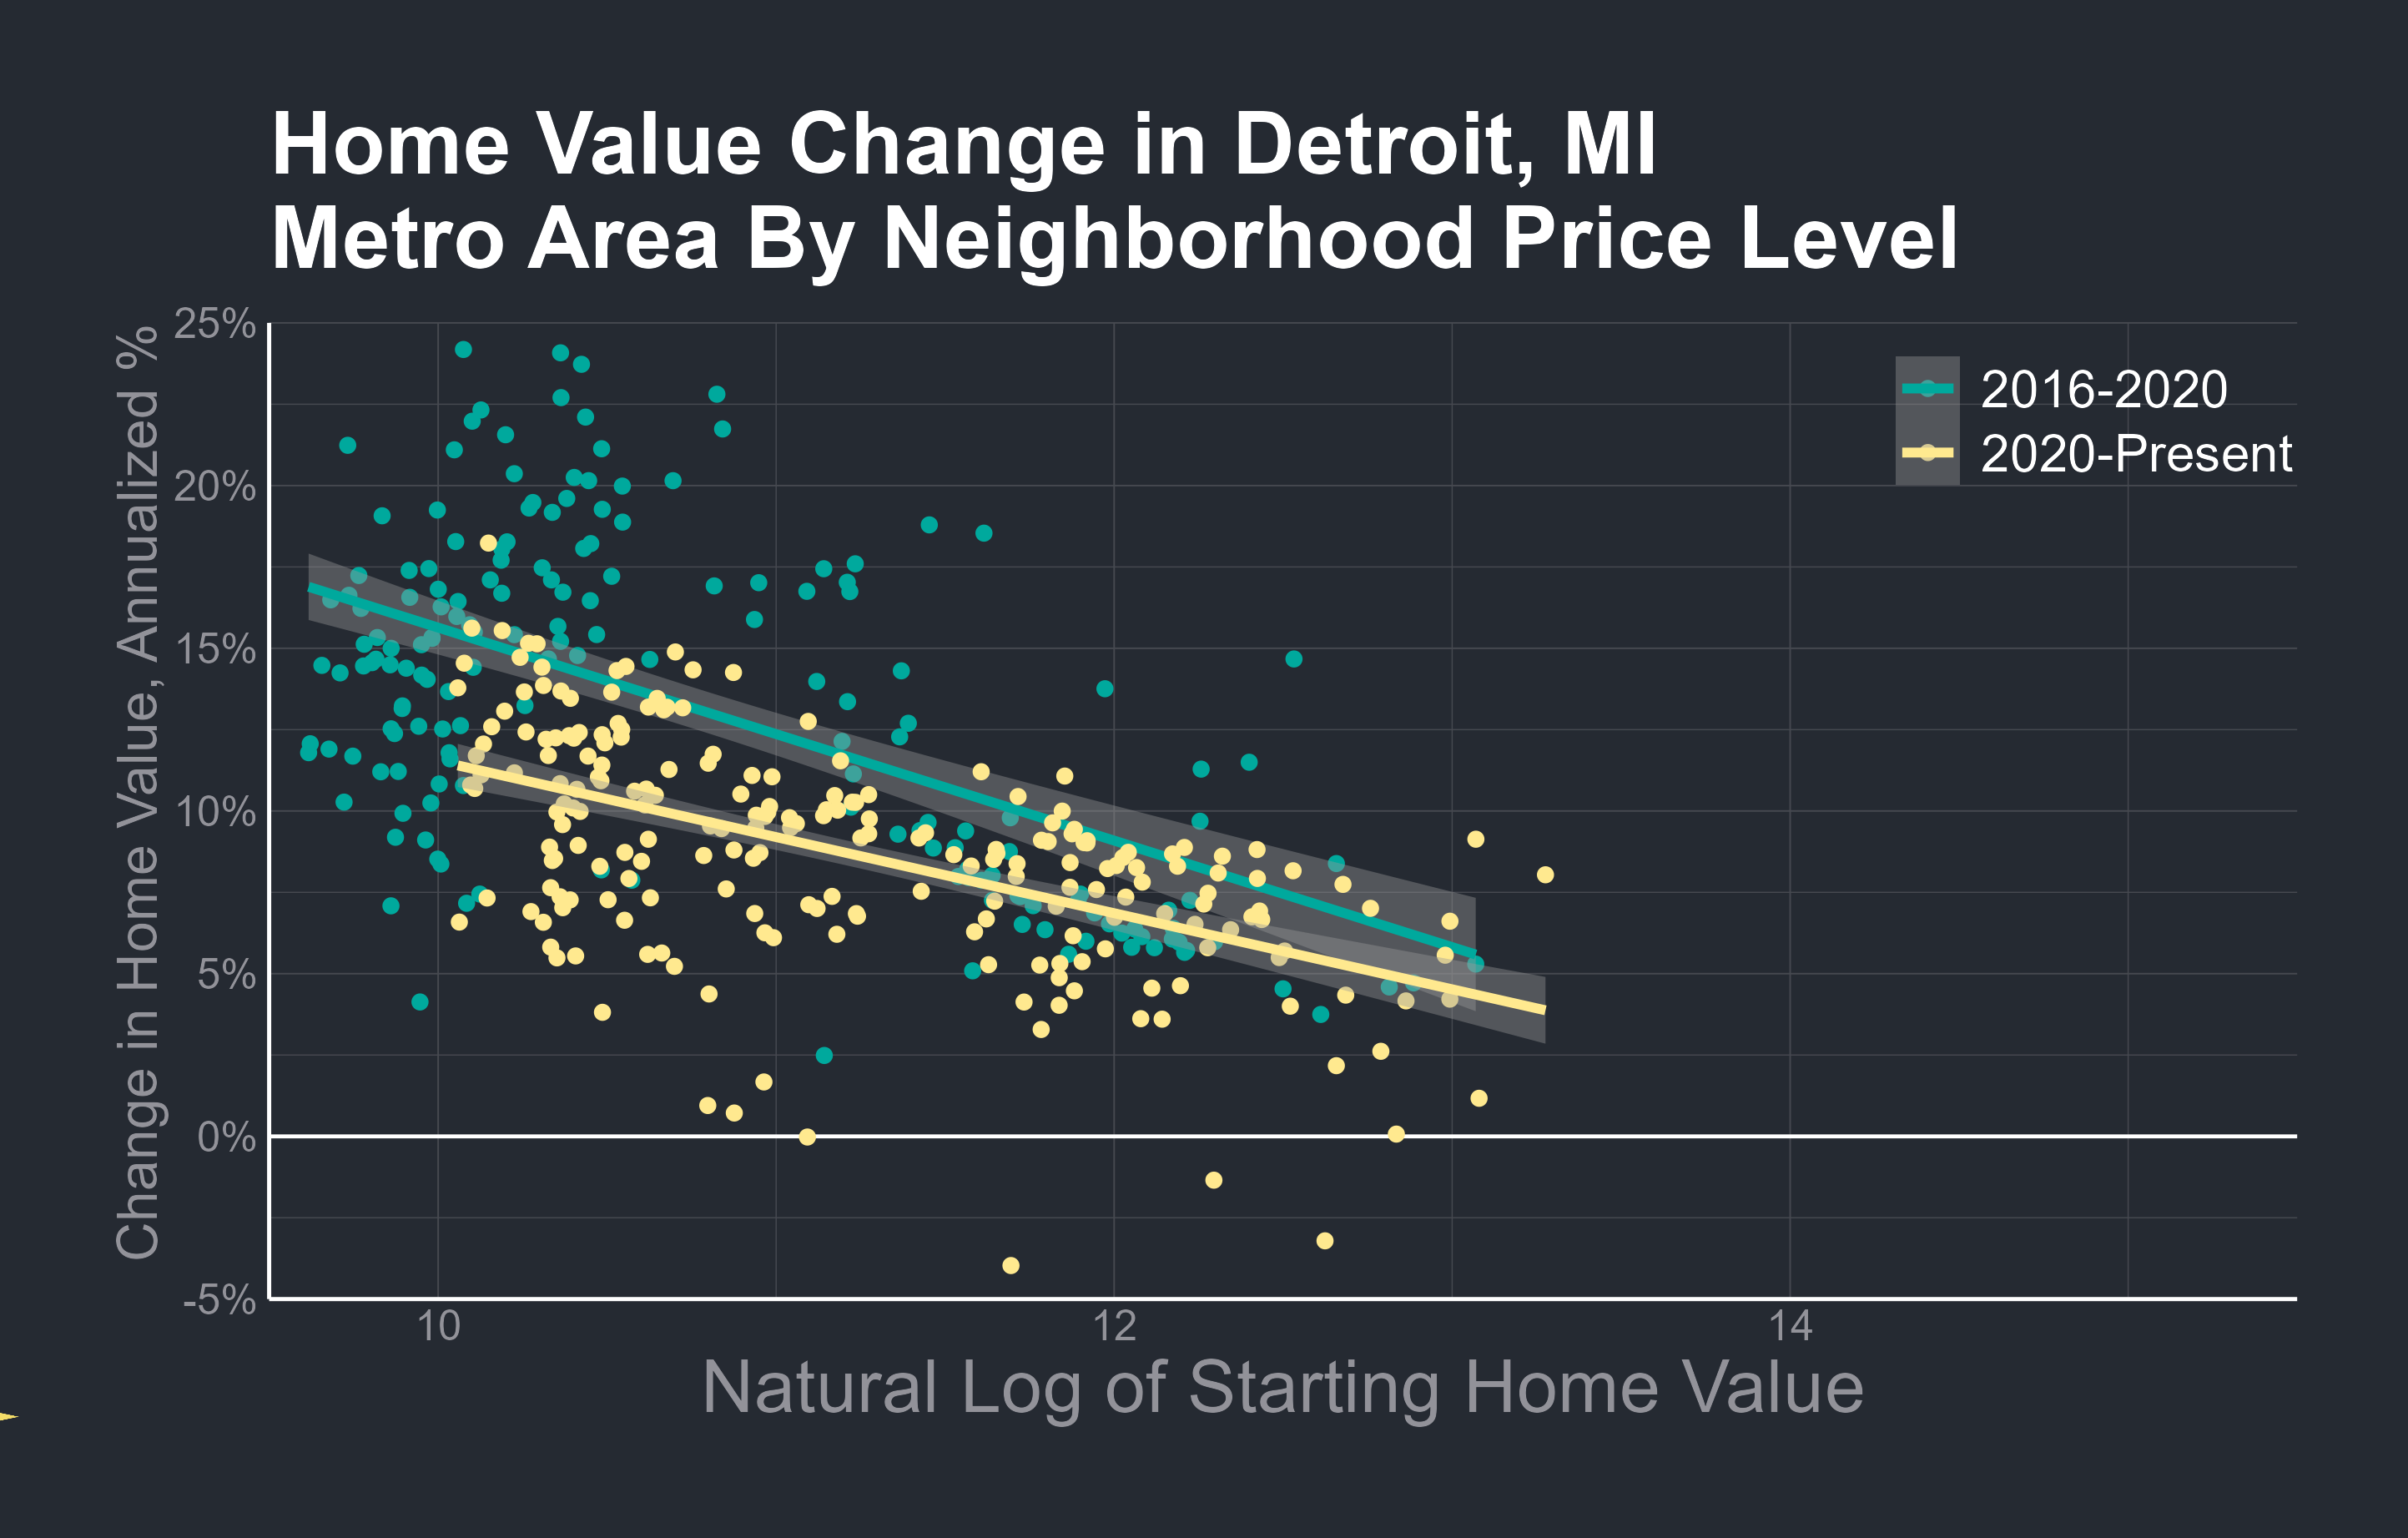 Home Value Change in Detroit, MI
Metro Area By Neighborhood Price Level
Change in Home Value, Annualized %
25%
20%
15%
10%
5%
0%
-5%
2016-2020
2020-Present
10
12
14
Natural Log of Starting Home Value